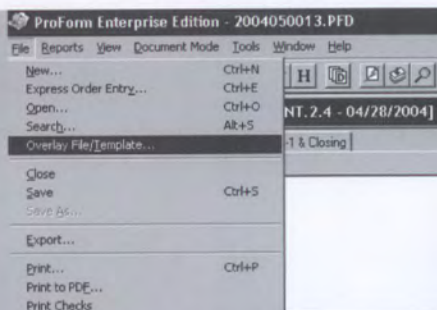 ProForm Enterprise Edition - 2004050013.PFD
File Reports View Document Mode Tools Window Help
New... Ctrl+N
Express Order Entry... Ctrl+E
Open... Ctrl+O
Search... Alt+S
Overlay File/Template...
Close
Save Ctrl+S
Save As...
Export...
Print... Ctrl+P
Print to PDF...
Print Checks
H
NT.2.4 - 04/28/2004]
-1 & Closing